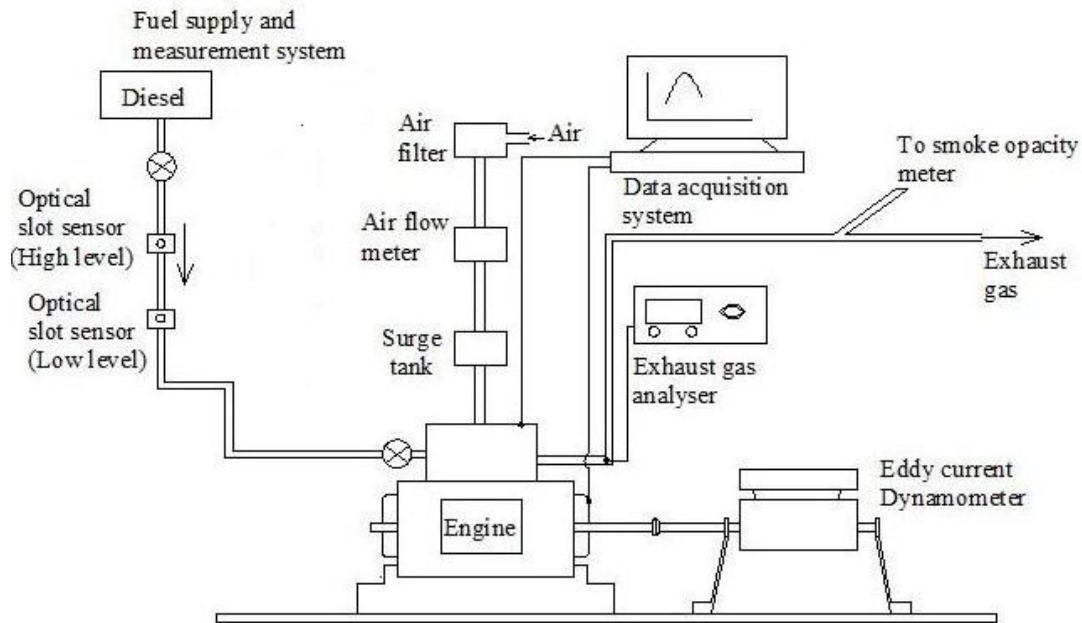 Fuel supply and
measurement system
Diesel
Air
filter
Air
To smoke opacity
meter
Optical
slot sensor
(High level)
Data acquisition
system
Air flow
meter
Exhaust
gas
Optical
slot sensor
(Low level)
Surge
tank
Exhaust gas
analyser
Eddy current
Dynamometer
Engine